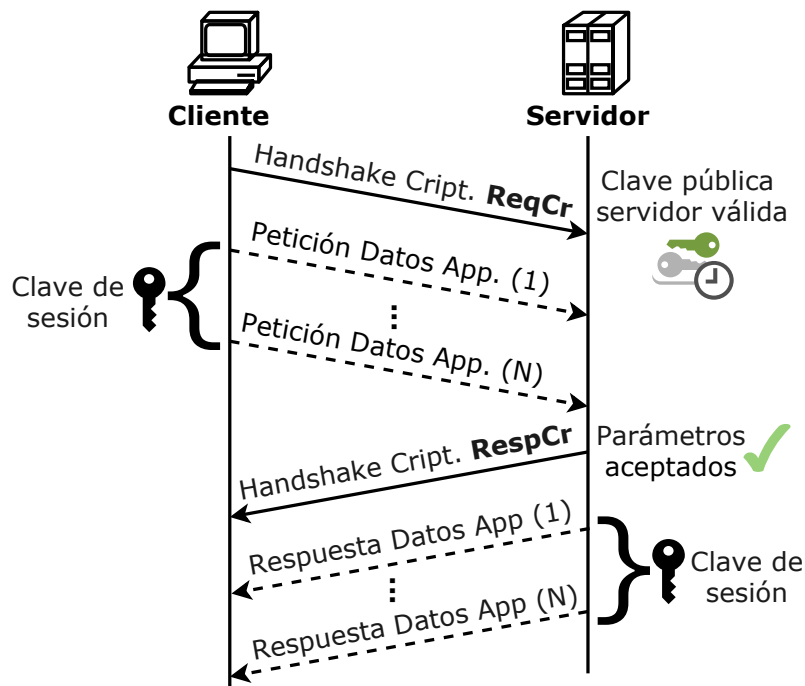 Cliente
Servidor
Handshake Cript. ReqCr
Clave pública
servidor válida
Petición Datos App. (1)
Clave de
sesión
Petición Datos App. (N)
Handshake Cript. RespCr
Parámetros
aceptados
Respuesta Datos App (1)
Clave de
sesión
Respuesta Datos App (N)